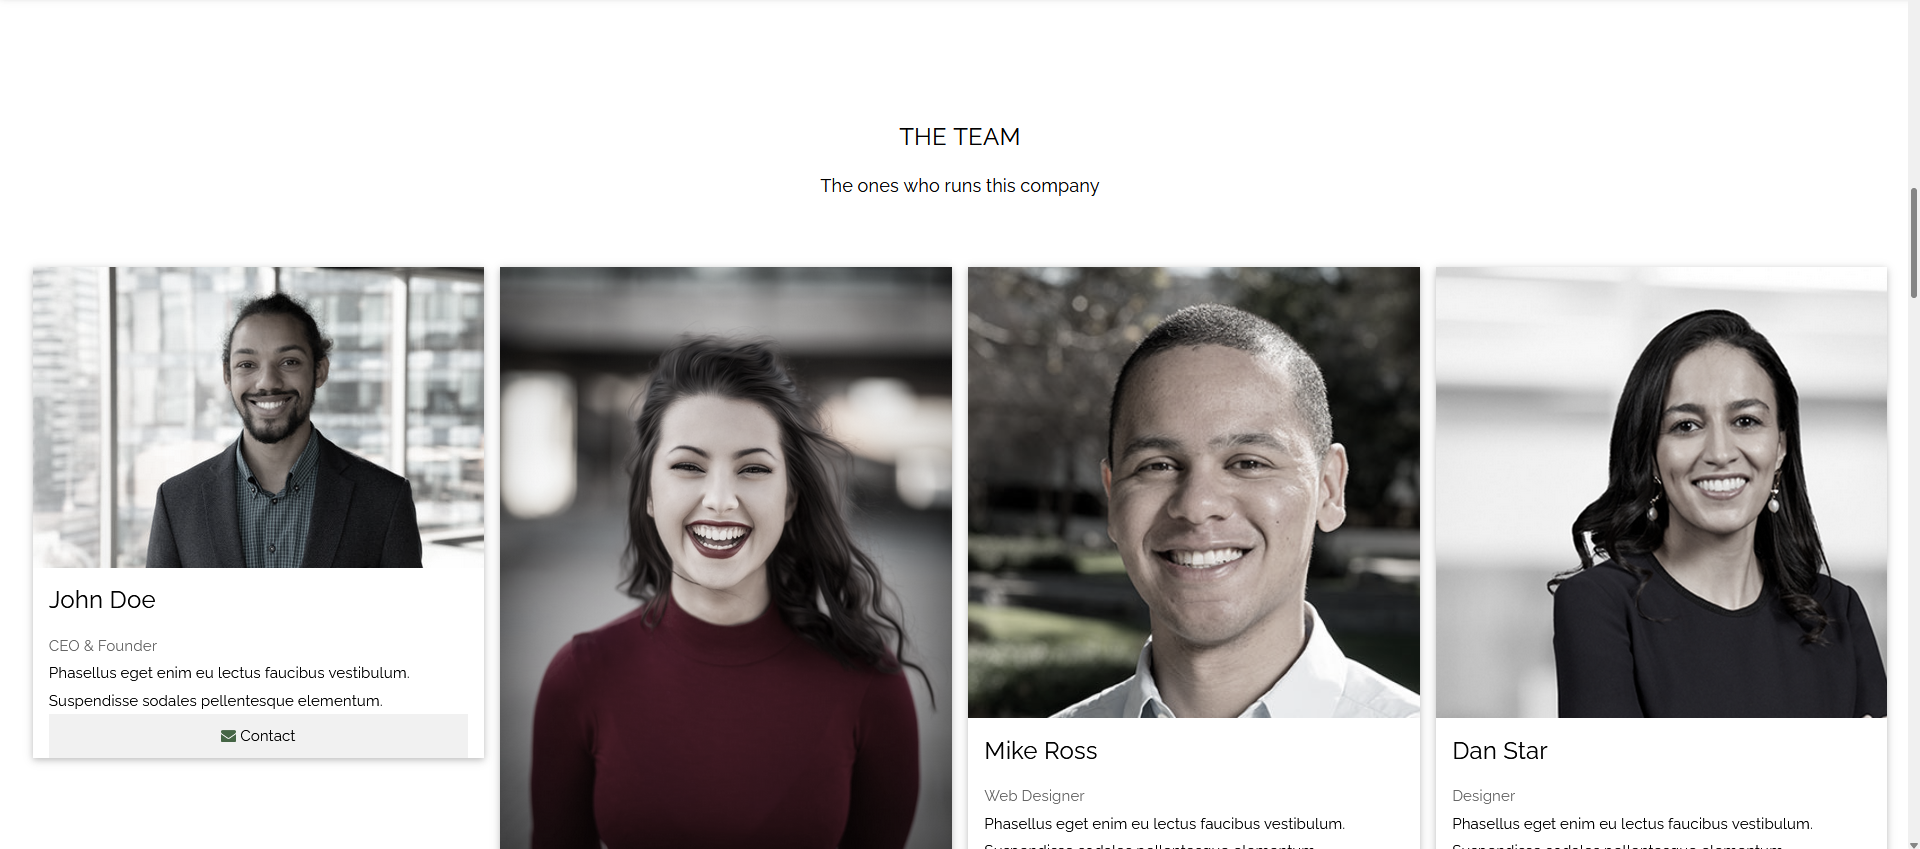 THE TEAM
The ones who runs this company
John Doe
CEO & Founder
Phasellus eget enim eu lectus faucibus vestibulum.
Suspendisse sodales pellentesque elementum.
Contact
Mike Ross
Web Designer
Phasellus eget enim eu lectus faucibus vestibulum.
Dan Star
Designer
Phasellus eget enim eu lectus faucibus vestibulum.